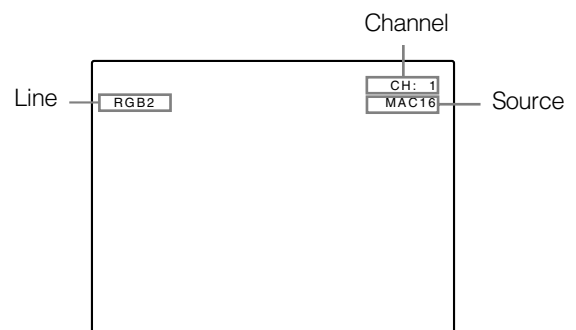 Channel
CH: 1
Line
RGB2
MAC16
Source